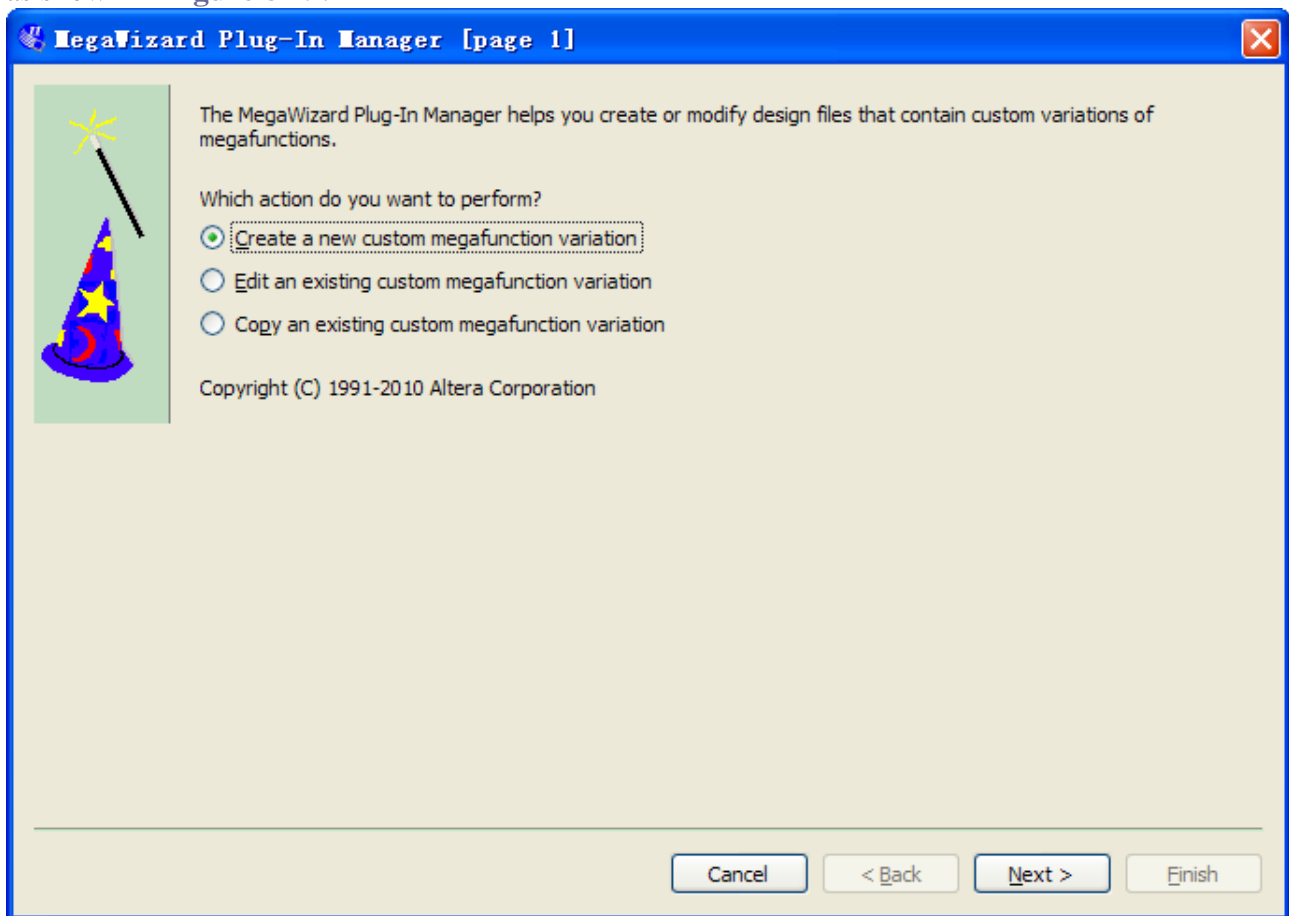 MegaWizard Plug-In Manager [page 1]
The MegaWizard Plug-In Manager helps you create or modify design files that contain custom variations of
megafunctions.
Which action do you want to perform?
Create a new custom megafunction variation
Edit an existing custom megafunction variation
Copy an existing custom megafunction variation
Copyright (C) 1991-2010 Altera Corporation
Cancel
< Back
Next >
Finish